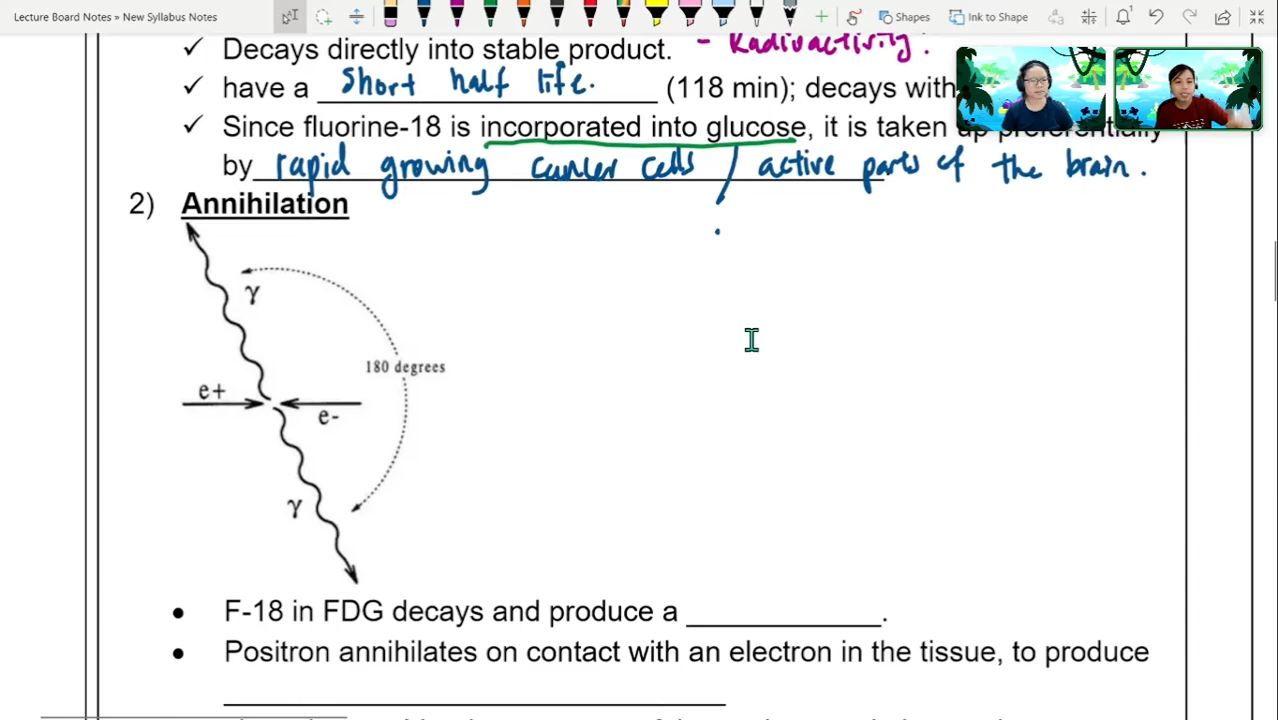 Lecture Board Notes » New Syllabus Notes
Shapes
Ink to Shape
✓ Decays directly into stable product. - Radioactivity.
✓ have a short half life. (118 min); decays with
✓ Since fluorine-18 is incorporated into glucose, it is taken up preferentially
by rapid growing cancer cells / active parts of the brain.
2) Annihilation
γ
180 degrees
e+
e-
γ
• F-18 in FDG decays and produce a ____________.
• Positron annihilates on contact with an electron in the tissue, to produce